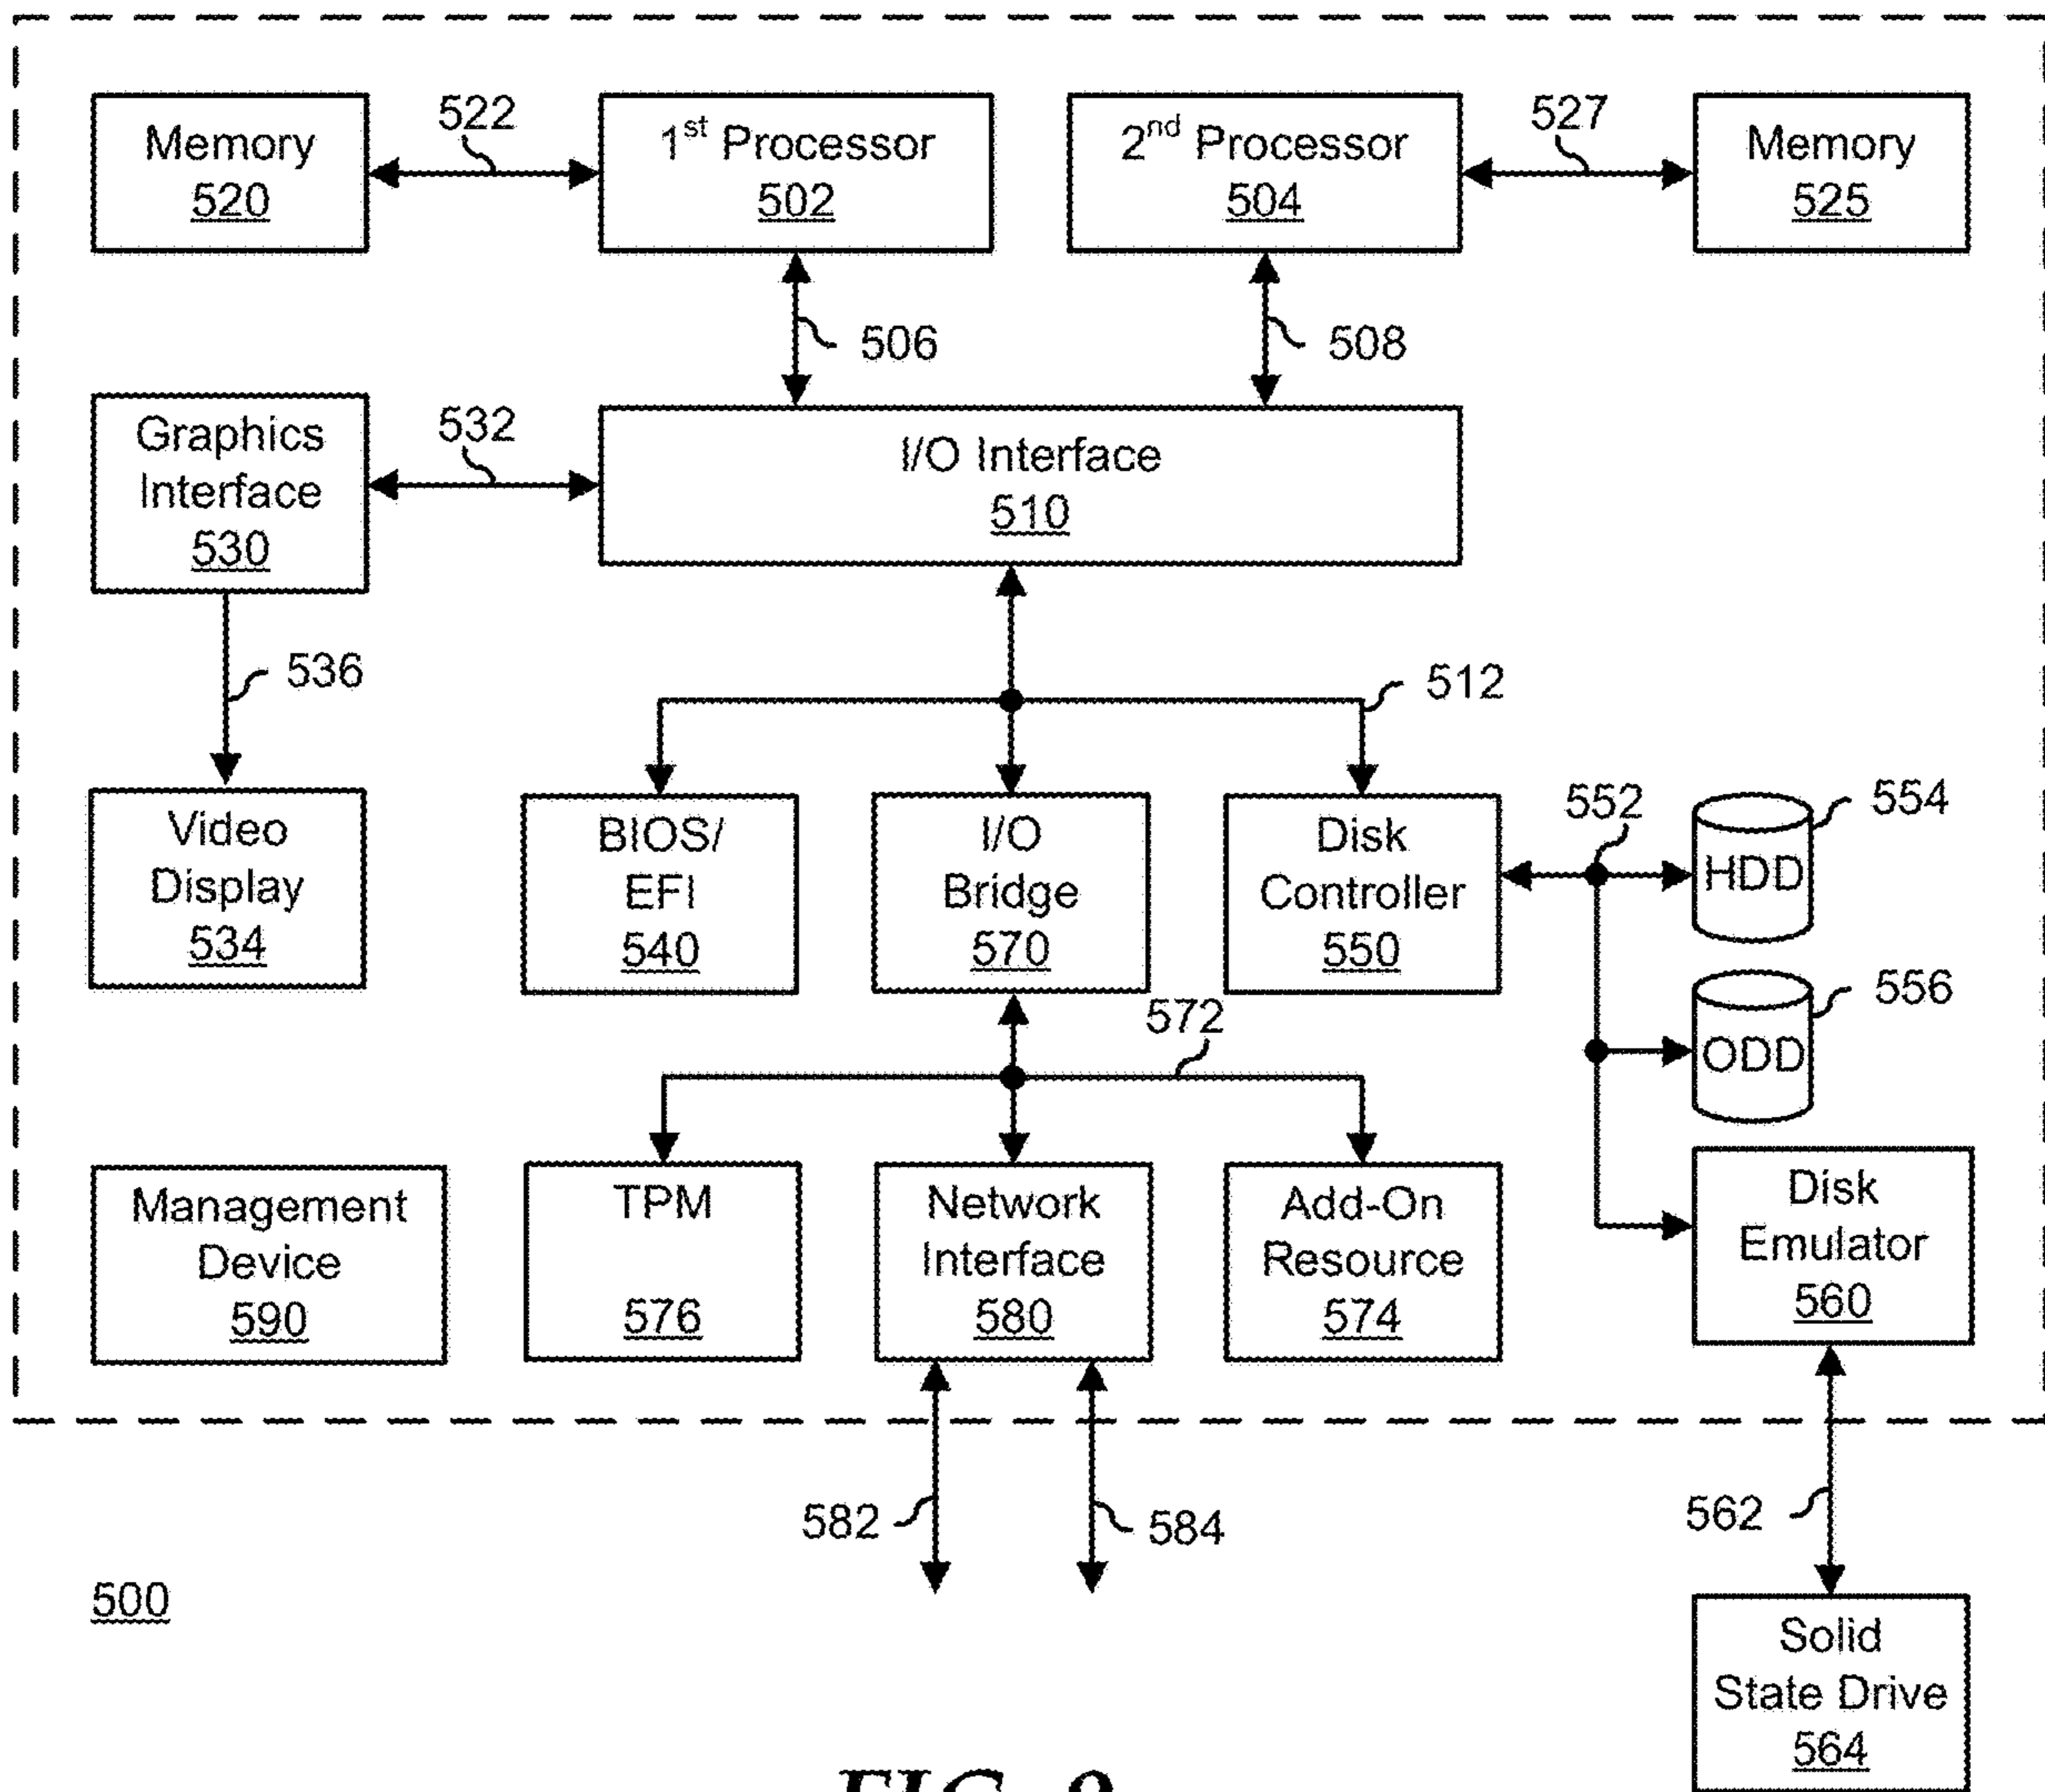 Memory
520
522
1st Processor
502
2nd Processor
504
527
Memory
525
506
508
Graphics
Interface
530
532
I/O Interface
510
536
512
Video
Display
534
BIOS/
EFI
540
I/O
Bridge
570
Disk
Controller
550
552
HDD
554
ODD
556
572
Management
Device
590
TPM
576
Network
Interface
580
Add-On
Resource
574
Disk
Emulator
560
582
584
562
500
Solid
State Drive
564